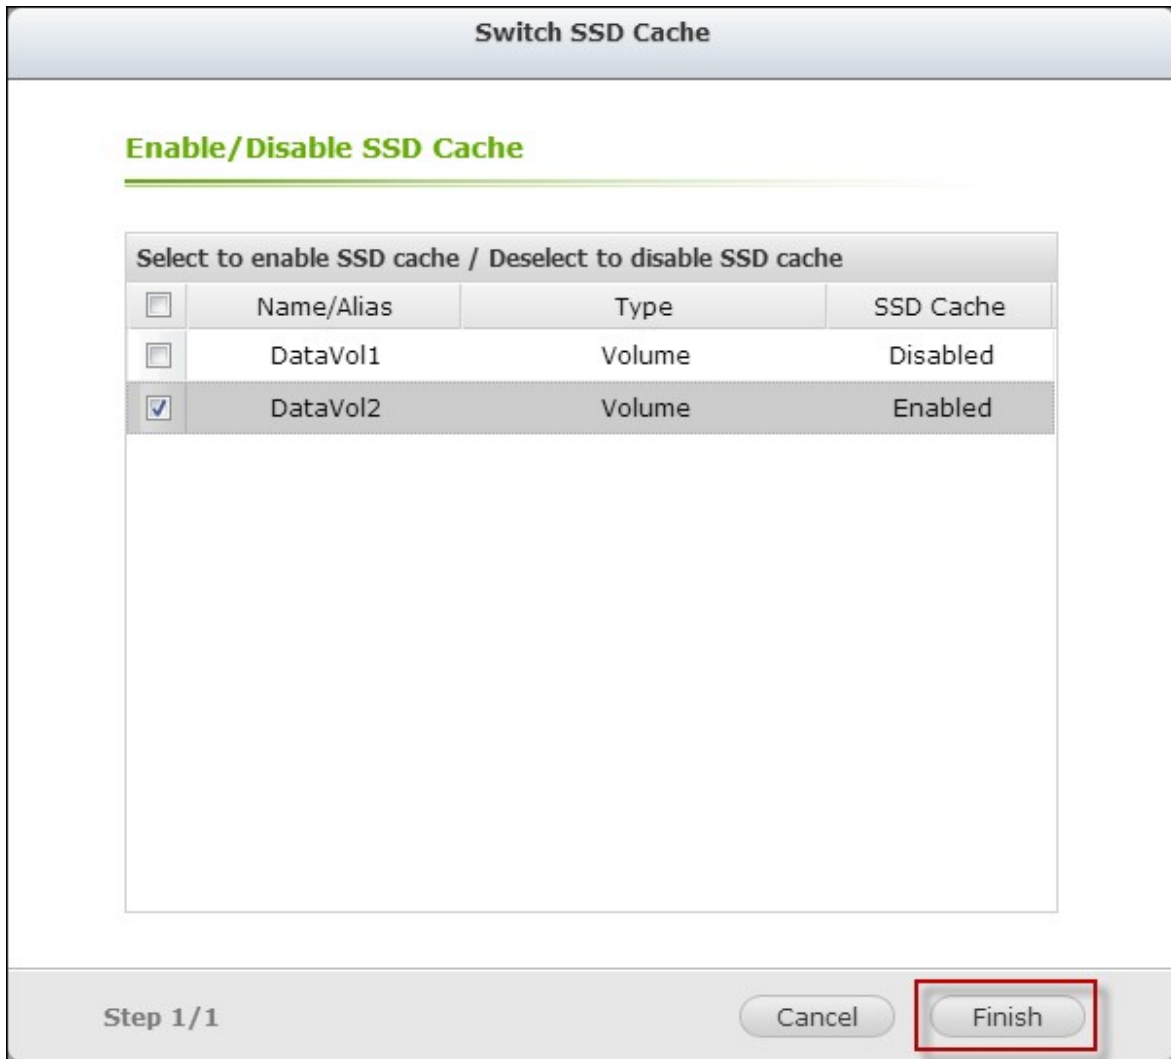 Switch SSD Cache
Enable/Disable SSD Cache
Select to enable SSD cache / Deselect to disable SSD cache
Name/Alias Type SSD Cache
DataVol1 Volume Disabled
DataVol2 Volume Enabled
Step 1/1 Cancel Finish